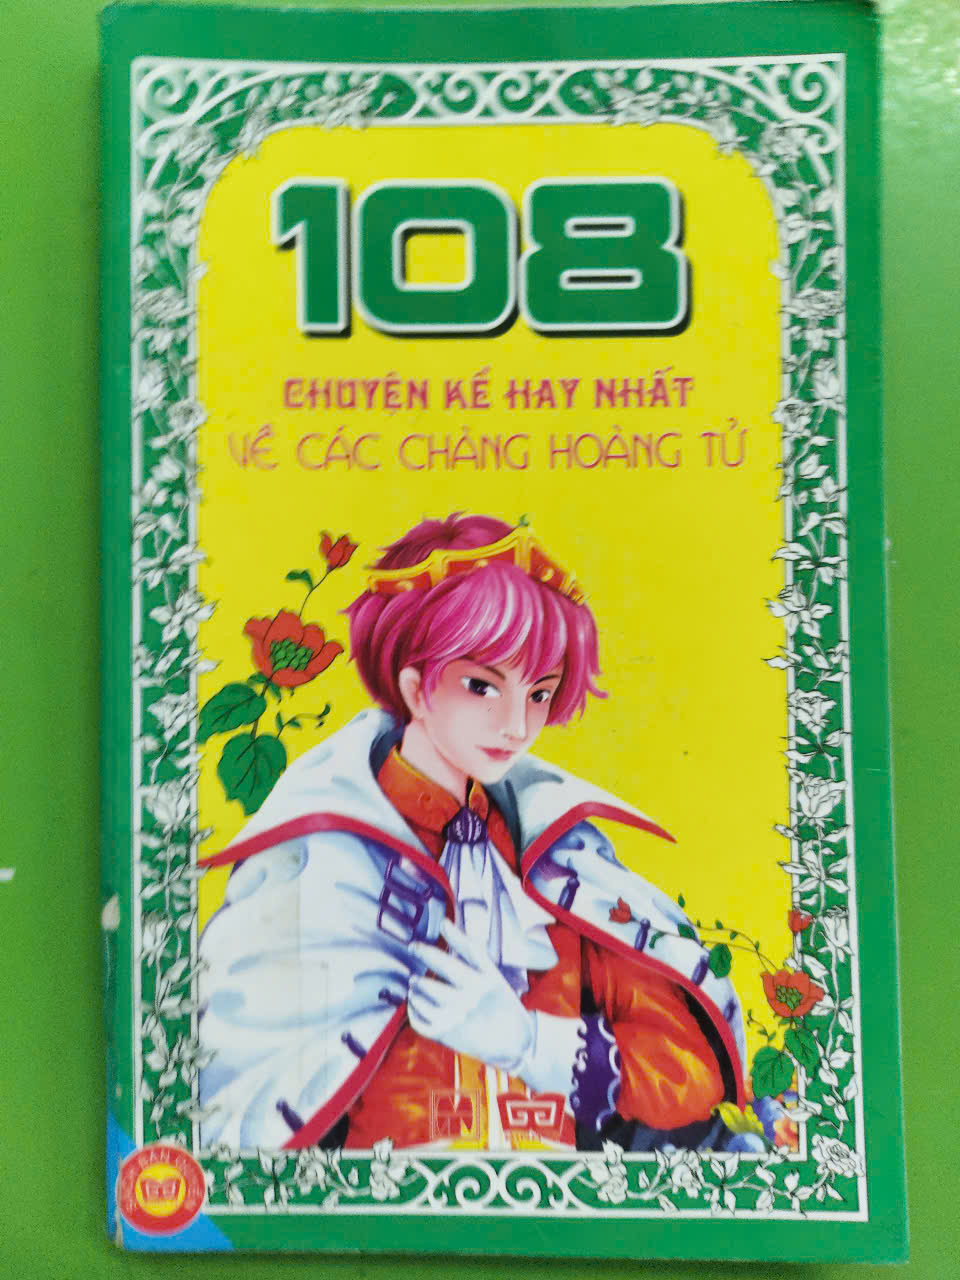 108
CHUYỆN KỂ HAY NHẤT
VỀ CÁC CHÀNG HOÀNG TỬ